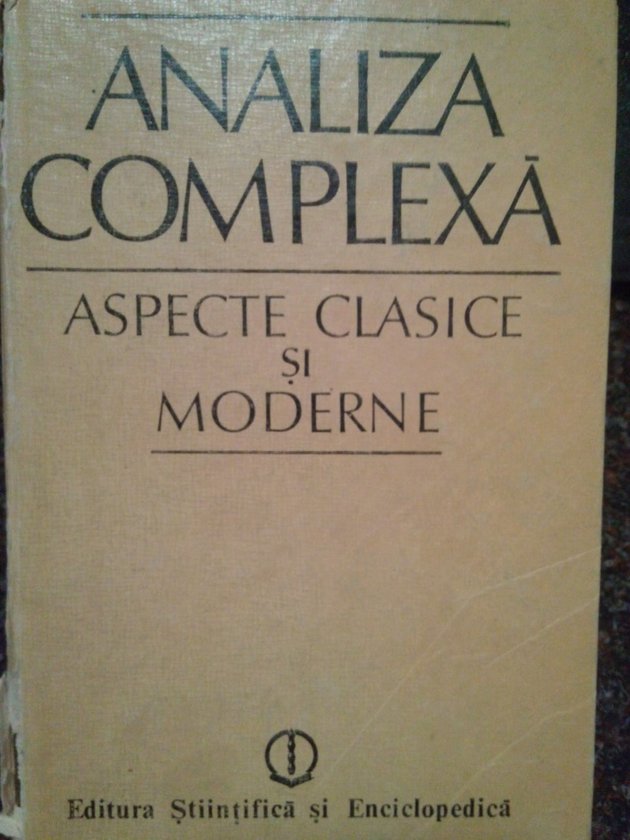 ANALIZA
COMPLEXĂ
ASPECTE CLASICE
ȘI
MODERNE
Editura Științifică și Enciclopedică